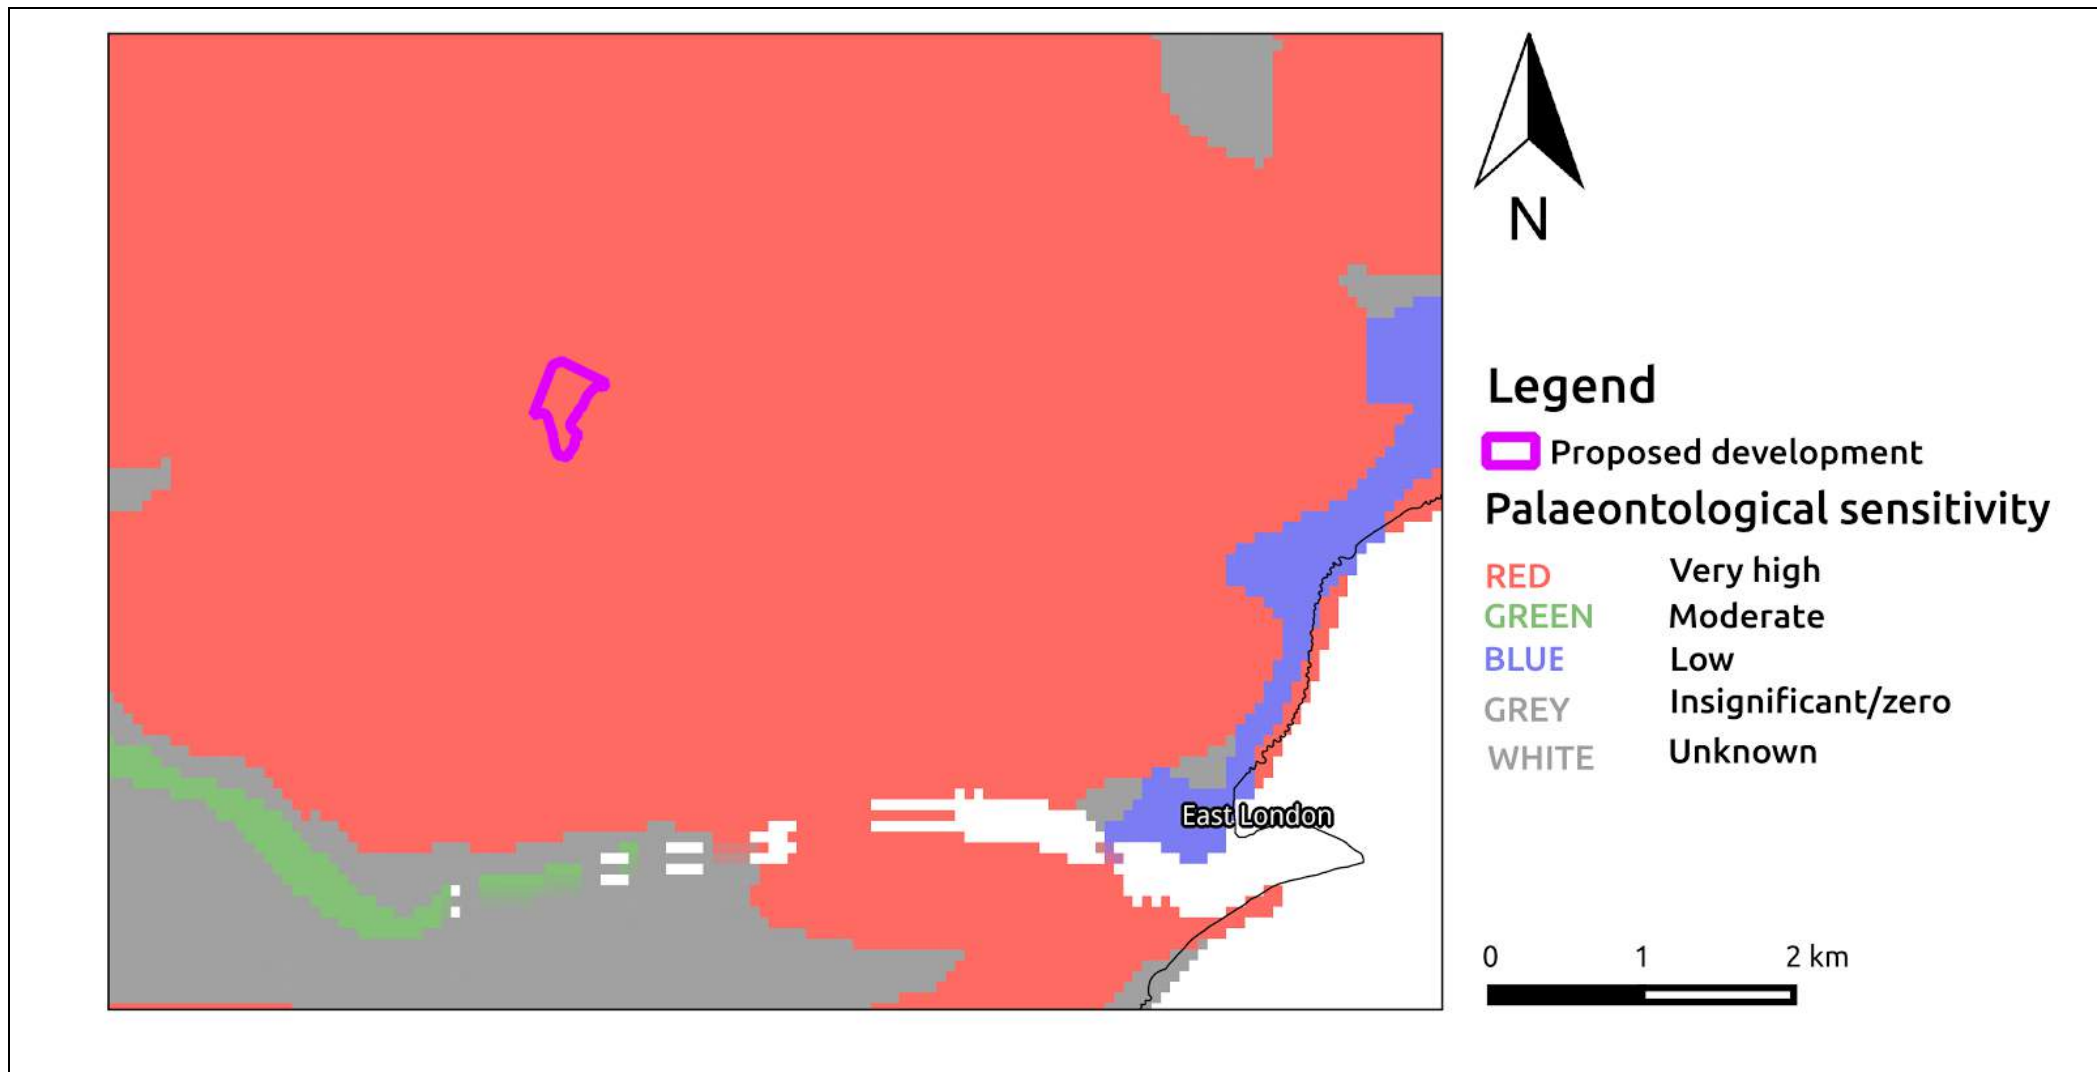 N
Legend
Proposed development
Palaeontological sensitivity
RED Very high
GREEN Moderate
BLUE Low
GREY Insignificant/zero
WHITE Unknown
East London
0 1 2 km